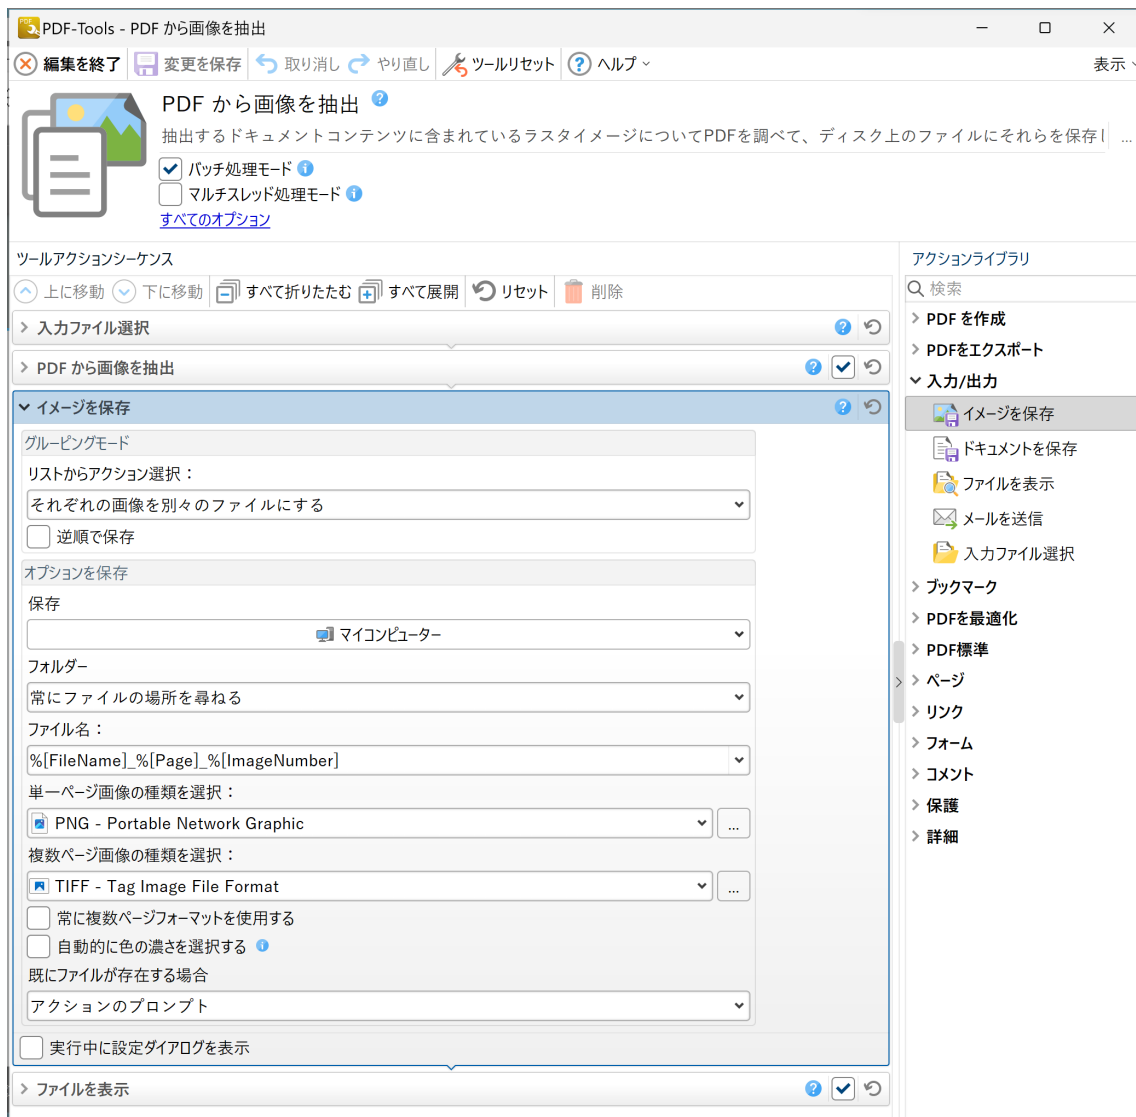 PDF-Tools - PDF から画像を抽出
編集を終了 変更を保存 取り消し やり直し ツールリセット ヘルプ 表示
PDF から画像を抽出
抽出するドキュメントコンテンツに含まれているラスタイメージについてPDFを調べて、ディスク上のファイルにそれらを保存し ...
バッチ処理モード
マルチスレッド処理モード
すべてのオプション
ツールアクションシーケンス
上に移動 下に移動 すべて折りたたむ すべて展開 リセット 削除
入力ファイル選択
PDF から画像を抽出
イメージを保存
グルーピングモード
リストからアクション選択：
それぞれの画像を別々のファイルにする
逆順で保存
オプションを保存
保存
マイコンピューター
フォルダー
常にファイルの場所を尋ねる
ファイル名：
%[FileName]_%[Page]_%[ImageNumber]
単一ページ画像の種類を選択：
PNG - Portable Network Graphic ...
複数ページ画像の種類を選択：
TIFF - Tag Image File Format ...
常に複数ページフォーマットを使用する
自動的に色の濃さを選択する
既にファイルが存在する場合
アクションのプロンプト
実行中に設定ダイアログを表示
ファイルを表示
アクションライブラリ
検索
PDF を作成
PDFをエクスポート
入力/出力
イメージを保存
ドキュメントを保存
ファイルを表示
メールを送信
入力ファイル選択
ブックマーク
PDFを最適化
PDF標準
ページ
リンク
フォーム
コメント
保護
詳細